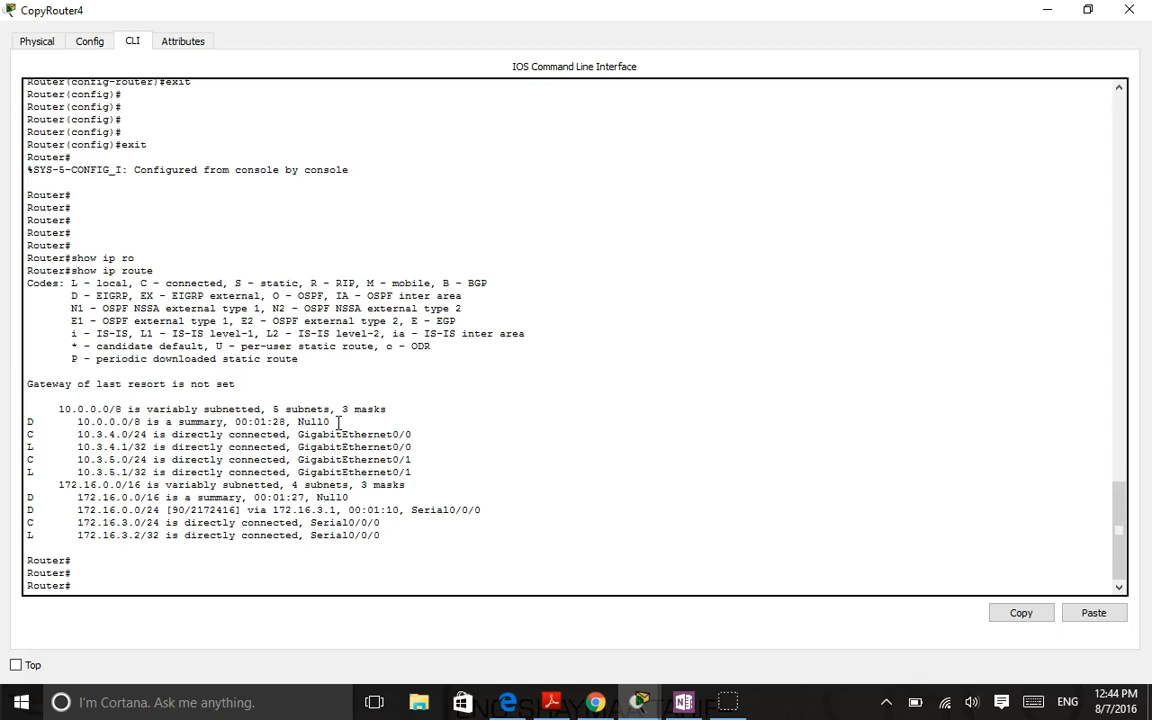 CopyRouter4
Physical Config CLI Attributes
IOS Command Line Interface
Router(config-router)#exit
Router(config)#
Router(config)#
Router(config)#
Router(config)#
Router(config)#exit
Router#
%SYS-5-CONFIG_I: Configured from console by console
Router#
Router#
Router#
Router#
Router#
Router#show ip ro
Router#show ip route
Codes: L - local, C - connected, S - static, R - RIP, M - mobile, B - BGP
D - EIGRP, EX - EIGRP external, O - OSPF, IA - OSPF inter area
N1 - OSPF NSSA external type 1, N2 - OSPF NSSA external type 2
E1 - OSPF external type 1, E2 - OSPF external type 2, E - EGP
i - IS-IS, L1 - IS-IS level-1, L2 - IS-IS level-2, ia - IS-IS inter area
* - candidate default, U - per-user static route, o - ODR
P - periodic downloaded static route
Gateway of last resort is not set
10.0.0.0/8 is variably subnetted, 5 subnets, 3 masks
D 10.0.0.0/8 is a summary, 00:01:28, Null0
C 10.3.4.0/24 is directly connected, GigabitEthernet0/0
L 10.3.4.1/32 is directly connected, GigabitEthernet0/0
C 10.3.5.0/24 is directly connected, GigabitEthernet0/1
L 10.3.5.1/32 is directly connected, GigabitEthernet0/1
172.16.0.0/16 is variably subnetted, 4 subnets, 3 masks
D 172.16.0.0/16 is a summary, 00:01:27, Null0
D 172.16.0.0/24 [90/2172416] via 172.16.3.1, 00:01:10, Serial0/0/0
C 172.16.3.0/24 is directly connected, Serial0/0/0
L 172.16.3.2/32 is directly connected, Serial0/0/0
Router#
Router#
Router#
Copy Paste
Top
I'm Cortana. Ask me anything.
ENG
12:44 PM
8/7/2016